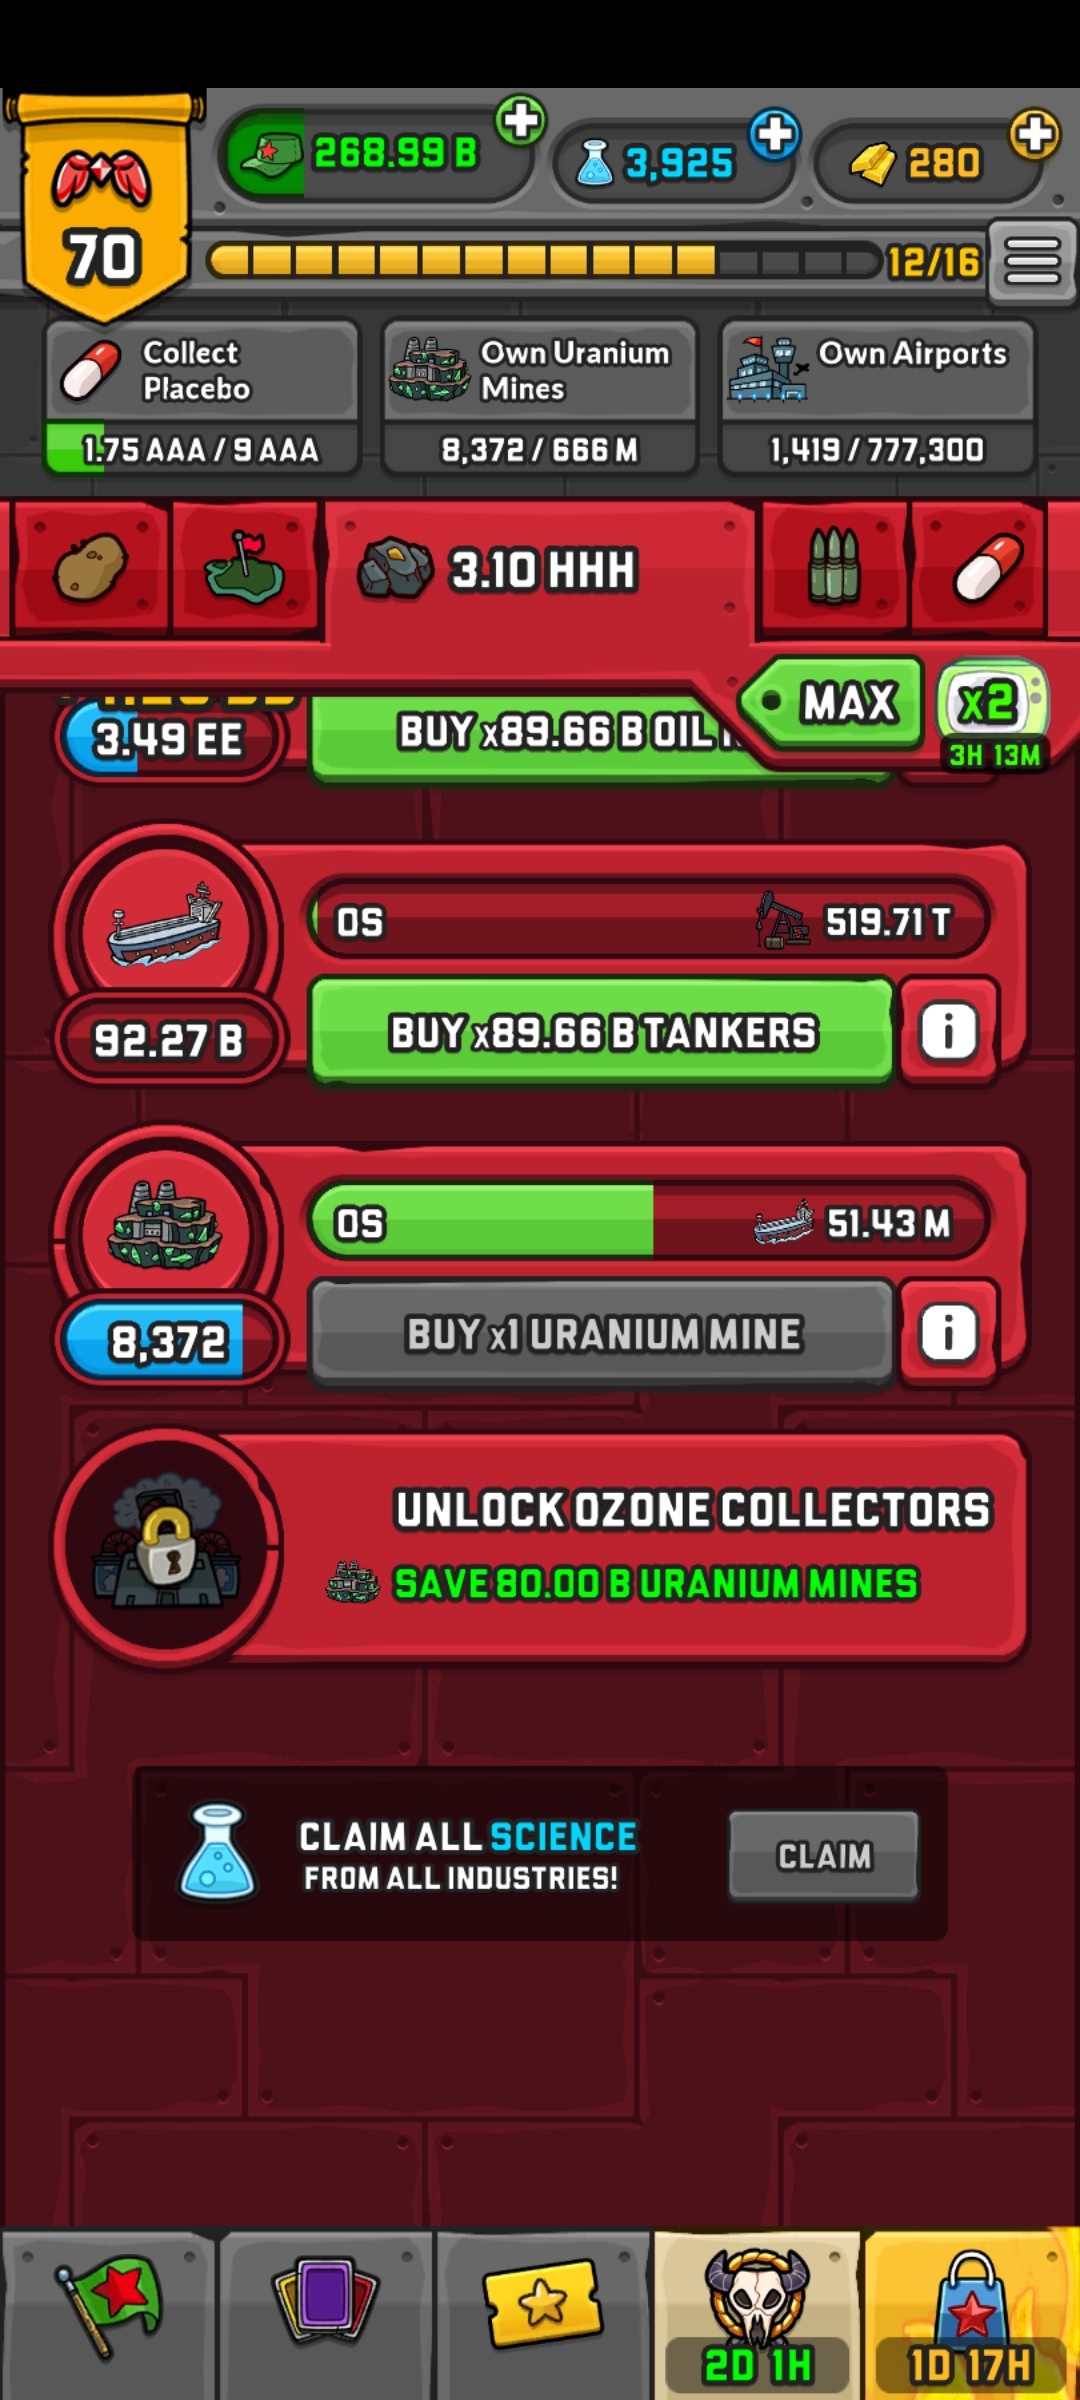 268.99 B
3,925
280
70
12/16
Collect
Placebo
1.75 AAA / 9 AAA
Own Uranium
Mines
8,372 / 666 M
Own Airports
1,419 / 777,300
3.10 HHH
MAX
x2
3H 13M
3.49 EE
BUY x89.66 B OIL
0S
519.71 T
92.27 B
BUY x89.66 B TANKERS
i
0S
51.43 M
8,372
BUY x1 URANIUM MINE
i
UNLOCK OZONE COLLECTORS
SAVE 80.00 B URANIUM MINES
CLAIM ALL SCIENCE
FROM ALL INDUSTRIES!
CLAIM
2D 1H
1D 17H